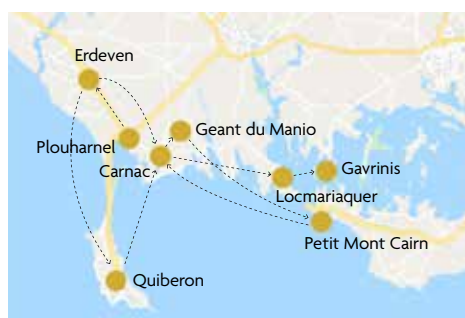 Erdeven
Geant du Manio
Plouharnel
Carnac
Gavrinis
Locmariaquer
Petit Mont Cairn
Quiberon